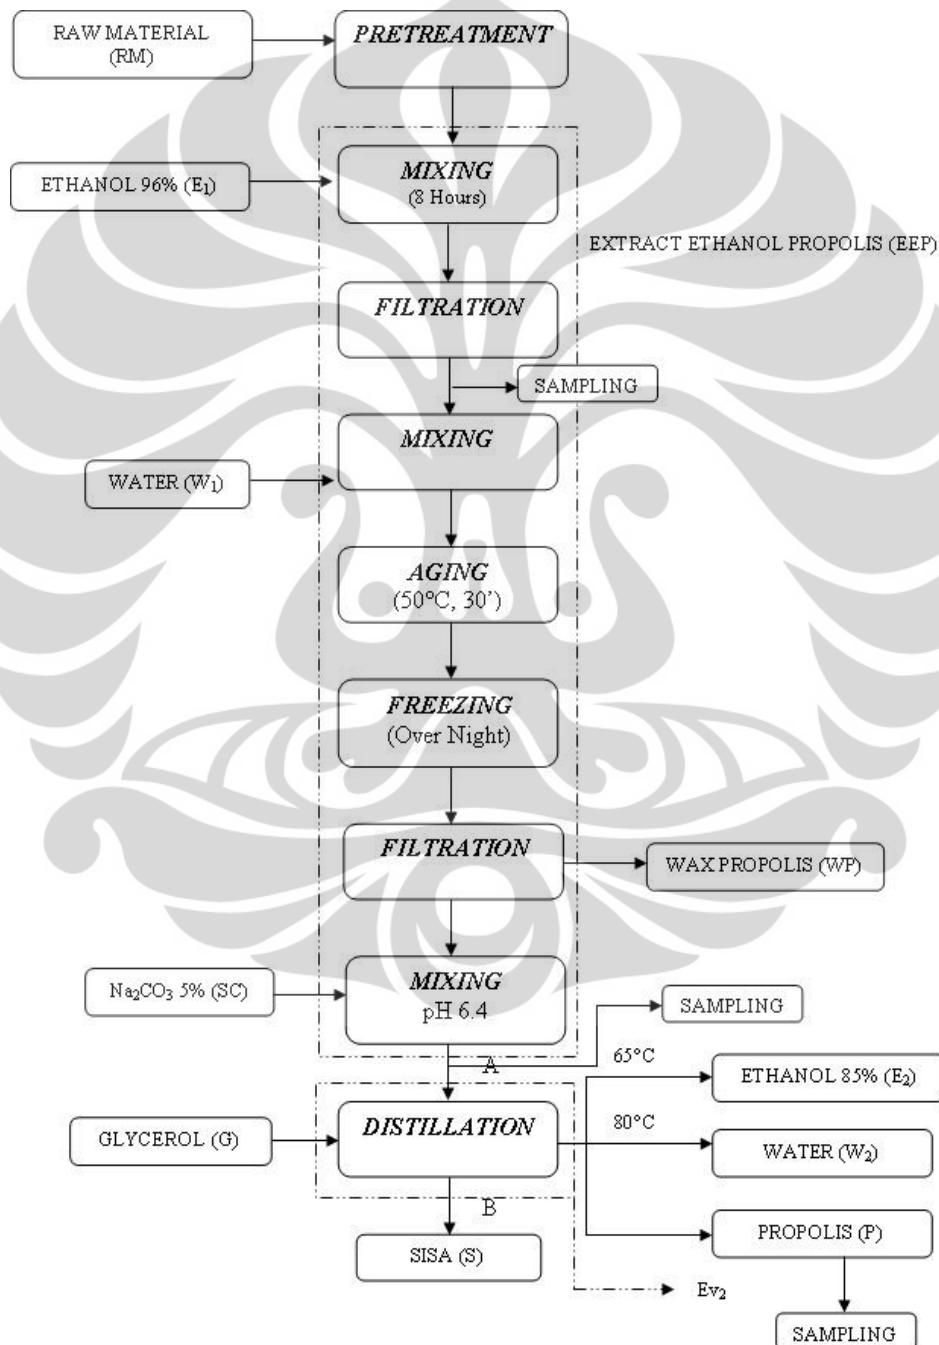 RAW MATERIAL
(RM)
PRETREATMENT
ETHANOL 96% (E₁)
MIXING
(8 Hours)
EXTRACT ETHANOL PROPOLIS (EEP)
FILTRATION
SAMPLING
MIXING
WATER (W₁)
AGING
(50°C, 30’)
FREEZING
(Over Night)
FILTRATION
WAX PROPOLIS (WP)
Na₂CO₃ 5% (SC)
MIXING
pH 6.4
SAMPLING
A
65°C
ETHANOL 85% (E₂)
GLYCEROL (G)
DISTILLATION
80°C
WATER (W₂)
B
PROPOLIS (P)
SISA (S)
Ev₂
SAMPLING